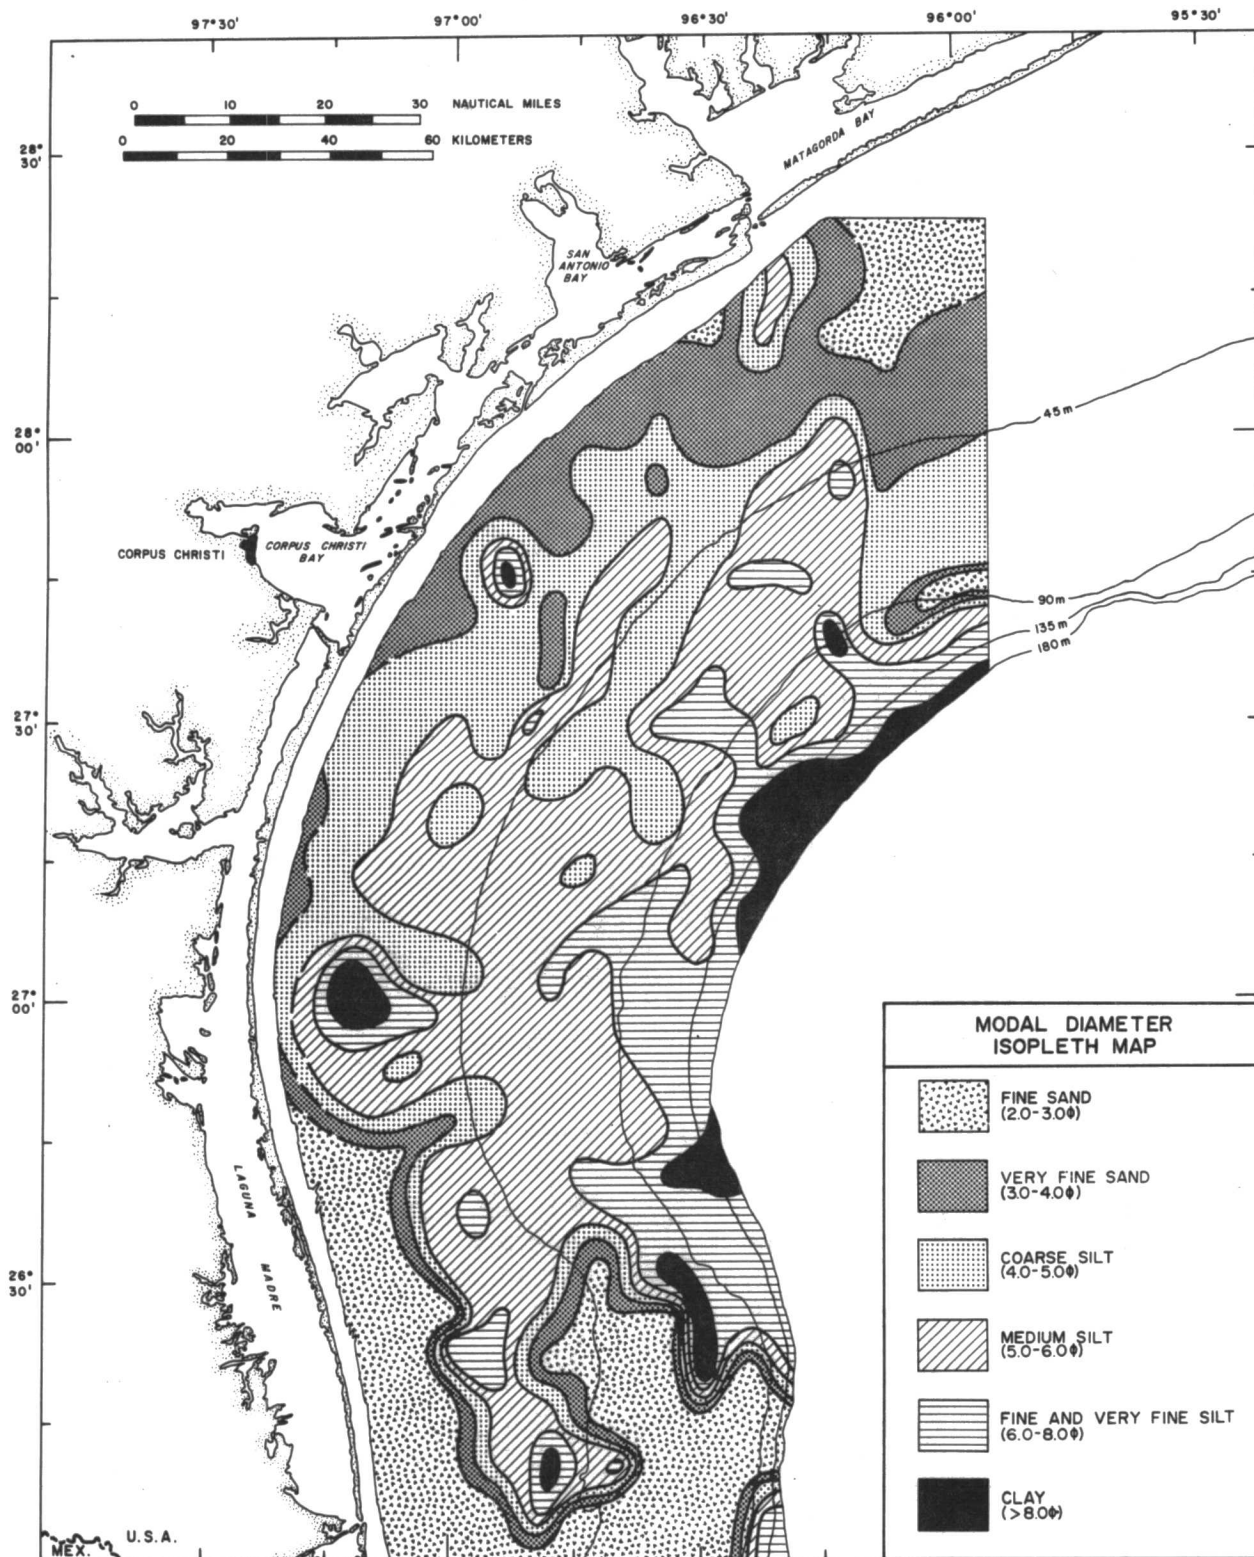 97°30'
97°00'
96°30'
96°00'
95°30'
0 10 20 30 NAUTICAL MILES
0 20 40 60 KILOMETERS
28°
30'
MATAGORDA BAY
SAN
ANTONIO
BAY
45m
28°
00'
CORPUS CHRISTI
CORPUS CHRISTI
BAY
90m
135m
180m
27°
30'
27°
00'
MODAL DIAMETER
ISOPLETH MAP
FINE SAND
(2.0-3.0ϕ)
VERY FINE SAND
(3.0-4.0ϕ)
COARSE SILT
(4.0-5.0ϕ)
MEDIUM SILT
(5.0-6.0ϕ)
FINE AND VERY FINE SILT
(6.0-8.0ϕ)
CLAY
(>8.0ϕ)
LAGUNA MADRE
26°
30'
U.S.A.
MEX.